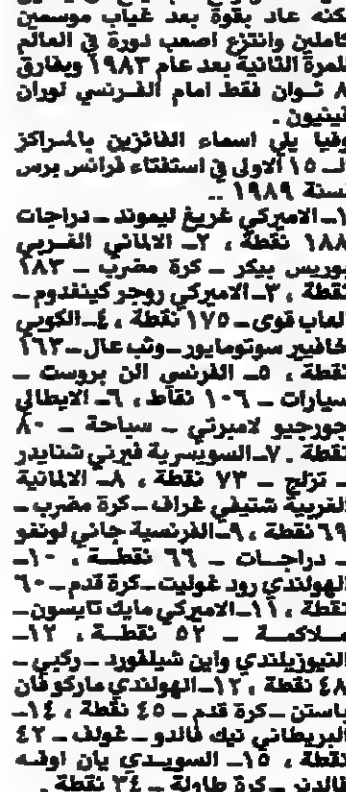 لكنه عاد بقوة بعد غياب موسمين
كاملين وانتزع اصعب دورة في العالم
للمرة الثانية بعد عام ١٩٨٣ وبفارق
٨ ثوان فقط امام الفرنسي لوران
فينيون .
وفيا يلي اسماء الفائزين بالمراكز
الـ ١٥ الاولى في استفتاء فرانس برس
لسنة ١٩٨٩ ..
١ـ الاميركي غريغ ليموند ـ دراجات
١٨٨ نقطة ، ٢ـ الالماني الغربي
بوريس بيكر ـ كرة مضرب ـ ١٨٣
نقطة ، ٣ـ الاميركي روجر كينغدوم ـ
العاب قوى ـ ١٧٥ نقطة ، ٤ـ الكوبي
خافيير سوتومايور ـ وثب عال ـ ١٦٣
نقطة ، ٥ـ الفرنسي الن بروست ـ
سيارات ـ ١٠٦ نقاط ، ٦ـ الايطالي
جورجيو لامبرتي ـ سباحة ـ ٨٠
نقطة . ٧ـ السويسرية فيرني شنايدر
ـ تزلج ـ ٧٣ نقطة ، ٨ـ الالمانية
الغربية شتيفي غراف ـ كرة مضرب ـ
٦٩ نقطة ، ٩ـ الفرنسية جاني لونغو
ـ دراجات ـ ٦٦ نقطة ، ١٠ـ
الهولندي رود غوليت ـ كرة قدم ـ ٦٠
نقطة ، ١١ـ الاميركي مايك تايسون ـ
ملاكمة ـ ٥٢ نقطة ، ١٢ـ
النيوزيلندي واين شيلفورد ـ ركبي ـ
٤٨ نقطة ، ١٣ـ الهولندي ماركو فان
باستن ـ كرة قدم ـ ٤٥ نقطة ، ١٤ـ
البريطاني نيك فالدو ـ غولف ـ ٤٢
نقطة ، ١٥ـ السويدي يان اوفه
فالدنر ـ كرة طاولة ـ ٣٤ نقطة .